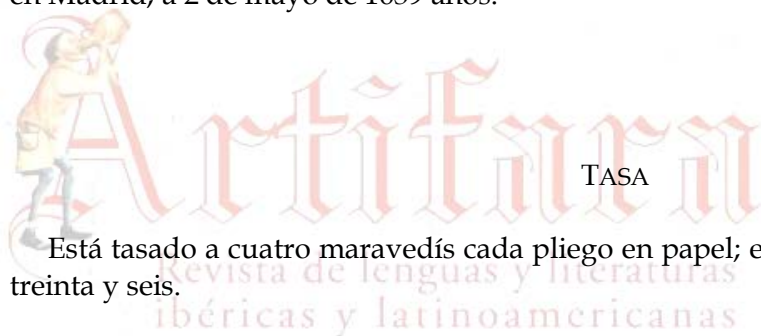 en Madrid, a 2 de mayo de 1639 años.
Artifara
TASA
Está tasado a cuatro maravedís cada pliego en papel; e
Revista de lenguas y literaturas
treinta y seis.
ibéricas y latinoamericanas